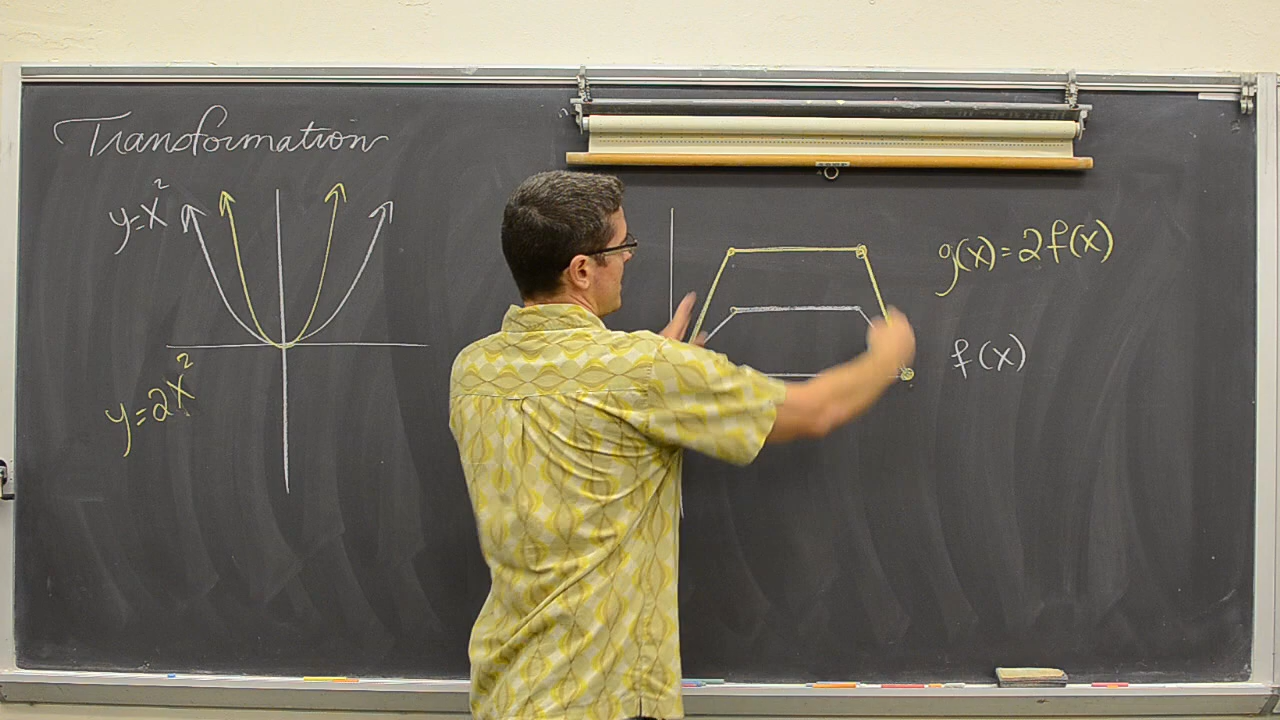 Transformation
y=x²
y=2x²
g(x)=2f(x)
f(x)